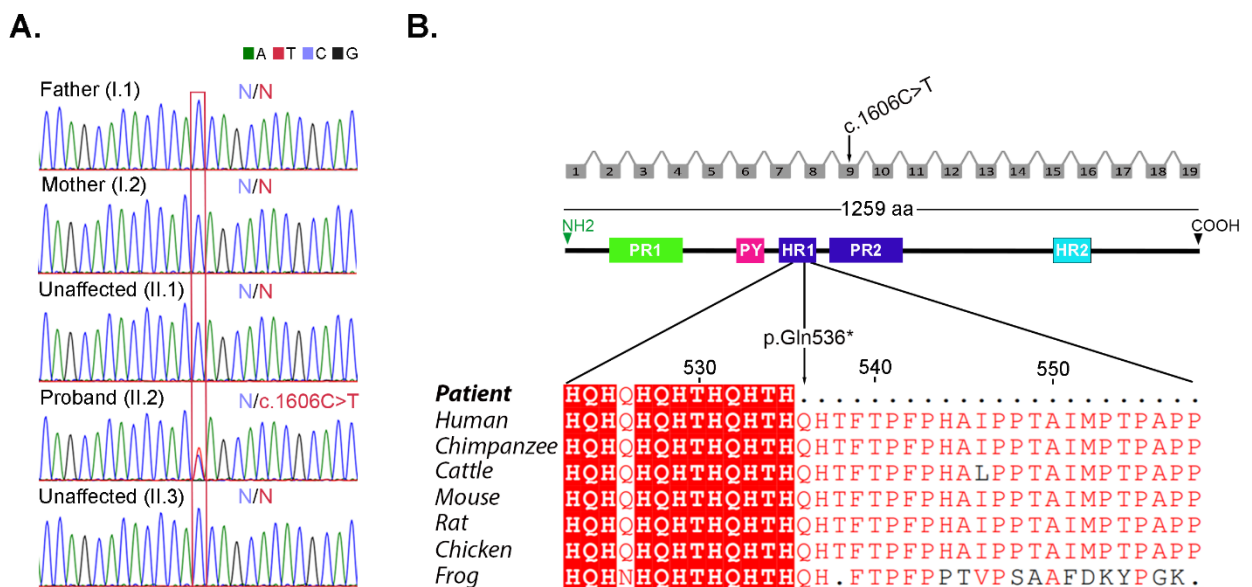 A.
A T C G
Father (I.1) N/N
Mother (I.2) N/N
Unaffected (II.1) N/N
Proband (II.2) N/c.1606C>T
Unaffected (II.3) N/N
B.
c.1606C>T
1 2 3 4 5 6 7 8 9 10 11 12 13 14 15 16 17 18 19
1259 aa
NH2 COOH
PR1 PY HR1 PR2 HR2
p.Gln536*
530 540 550
Patient HQHQHQHTHQHTH.......................
Human HQHQHQHTHQHTHQHTFTPFPHAIPPTAIMPTPAPP
Chimpanzee HQHQHQHTHQHTHQHTFTPFPHAIPPTAIMPTPAPP
Cattle HQHQHQHTHQHTHQHTFTPFPHALPPTAIMPTPAPP
Mouse HQHQHQHTHQHTHQHTFTPFPHAIPPTAIMPTPAPP
Rat HQHQHQHTHQHTHQHTFTPFPHAIPPTAIMPTPAPP
Chicken HQHQHQHTHQHTHQHTFTPFPHAIPPTAIMPTPAPP
Frog HQHNHQHTHQHTHQH.FTPFPPTVPSAAFDKYPGK.